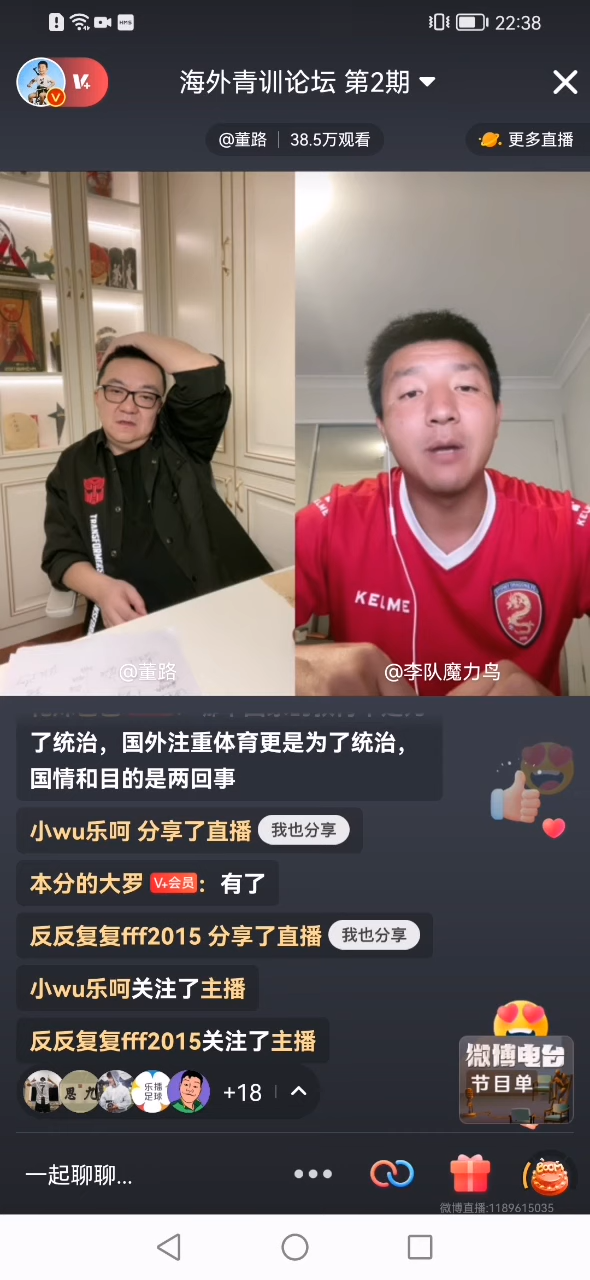 22:38
V+
海外青训论坛 第2期
@董路 38.5万观看
更多直播
TRANSFORMERS
KELME
KELME
@董路
@李队魔力鸟
了统治，国外注重体育更是为了统治，
国情和目的是两回事
小wu乐呵 分享了直播 我也分享
本分的大罗 V+会员： 有了
反反复复fff2015 分享了直播 我也分享
小wu乐呵关注了主播
反反复复fff2015关注了主播
微博电台
节目单
乐播
足球
+18
一起聊聊...
微博直播:1189615035